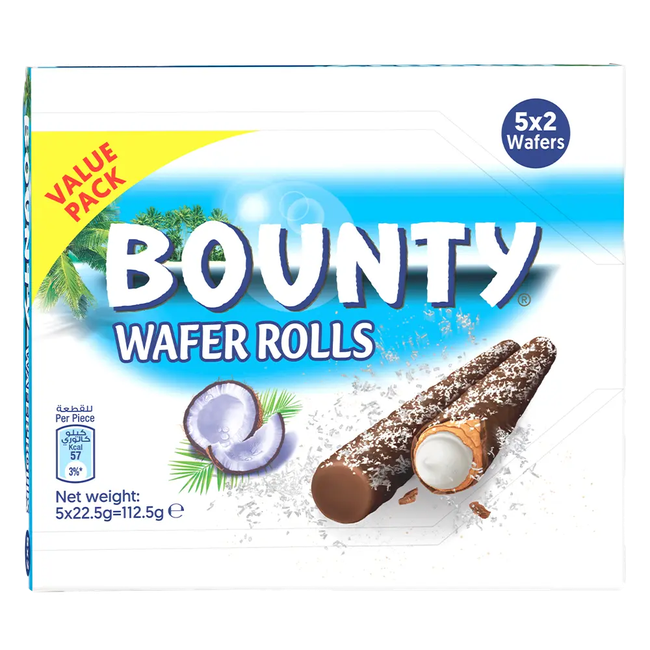 VALUE
PACK
5x2
Wafers
BOUNTY®
WAFER ROLLS
للقطعة
Per Piece
كيلو
كالوري
Kcal
57
3%*
Net weight:
5x22.5g=112.5g ℮
BOUNTY